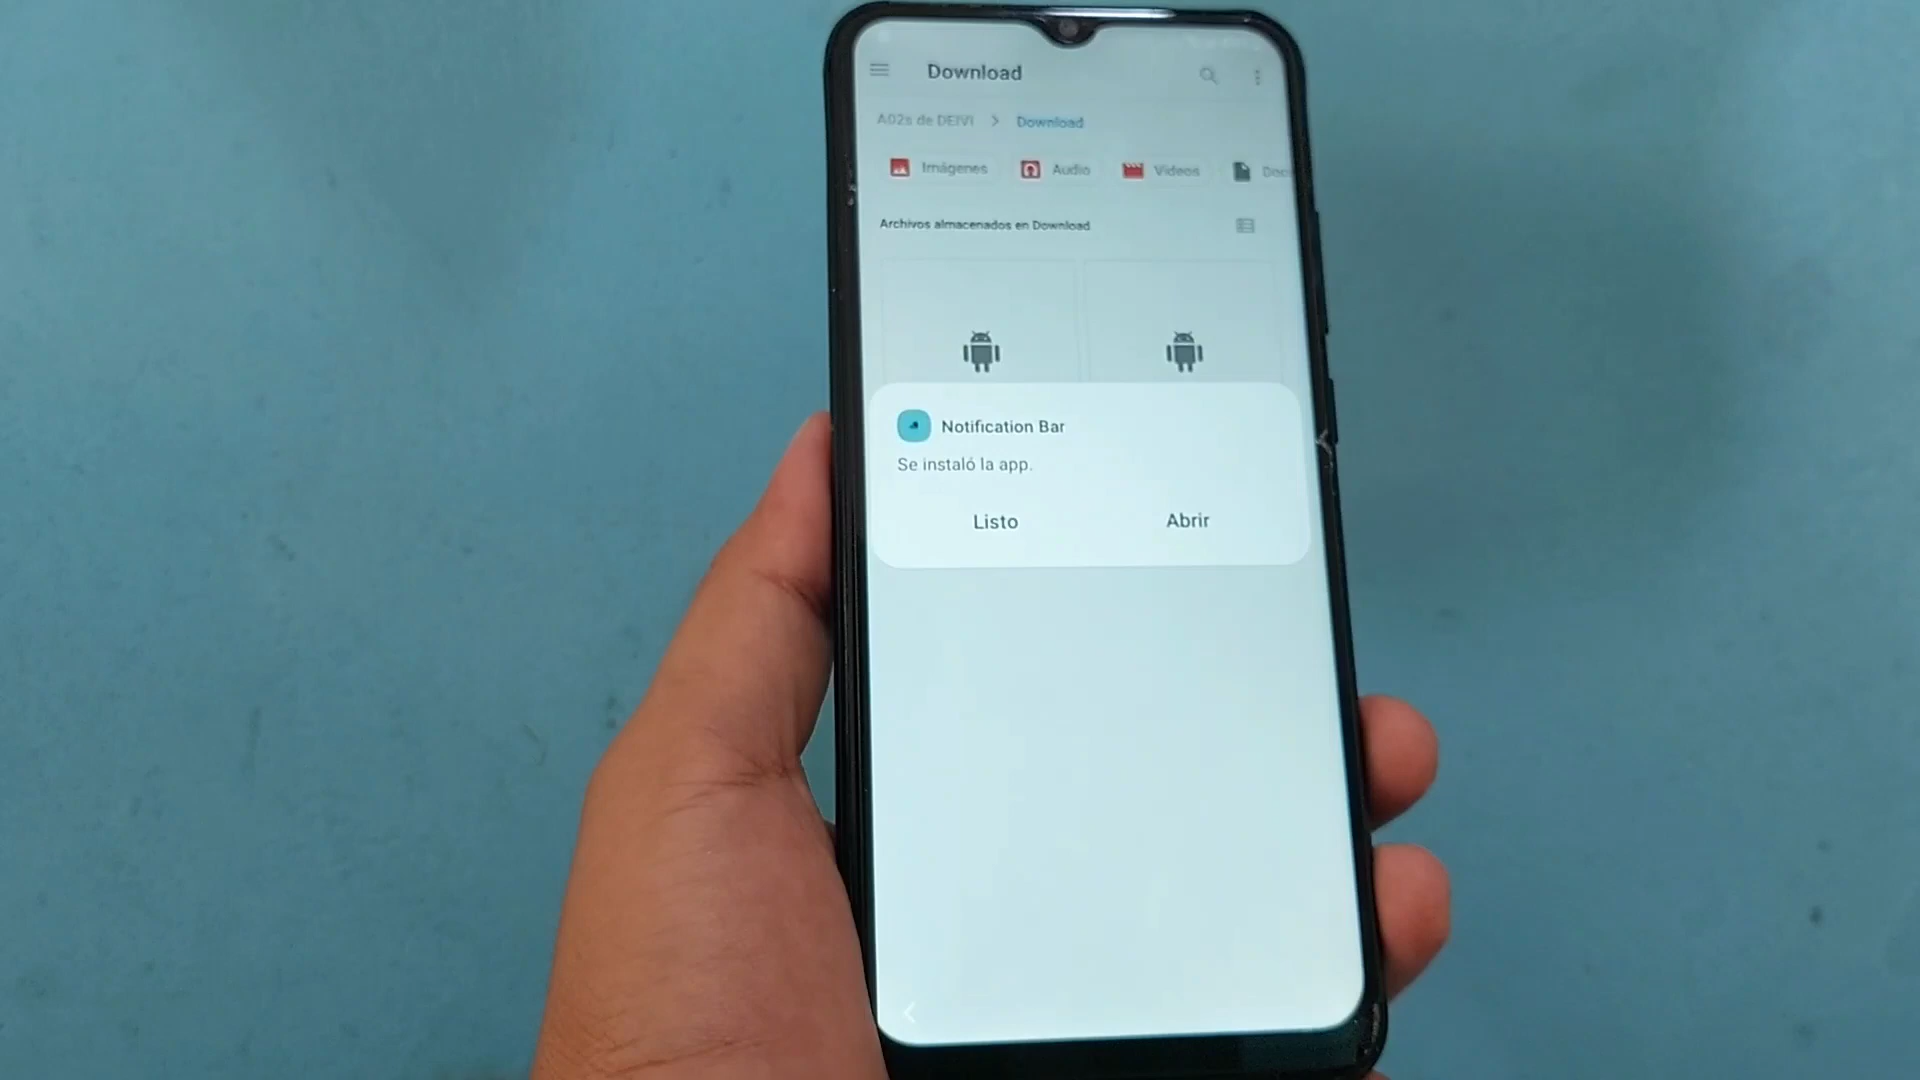 Download
A02s de DEIVI > Download
Imágenes Audio Videos
Archivos almacenados en Download
Notification Bar
Se instaló la app.
Listo Abrir